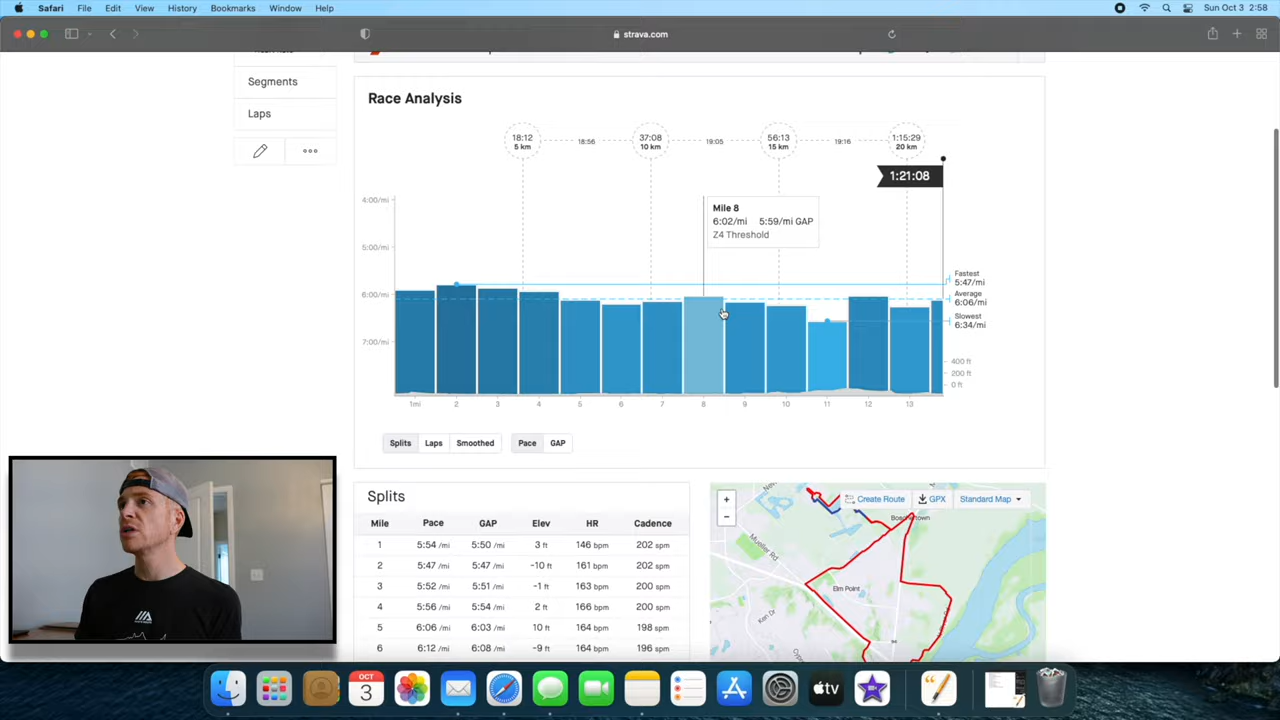 Safari File Edit View History Bookmarks Window Help Sun Oct 3 2:58
strava.com
Segments
Laps
Race Analysis
18:12 5 km
18:56
37:08 10 km
19:05
56:13 15 km
19:16
1:15:29 20 km
1:21:08
4:00/mi
5:00/mi
6:00/mi
7:00/mi
Mile 8
6:02/mi 5:59/mi GAP
Z4 Threshold
Fastest
5:47/mi
Average
6:06/mi
Slowest
6:34/mi
400 ft
200 ft
0 ft
1mi 2 3 4 5 6 7 8 9 10 11 12 13
Splits Laps Smoothed Pace GAP
Splits
Mile Pace GAP Elev HR Cadence
1 5:54 /mi 5:50 /mi 3 ft 146 bpm 202 spm
2 5:47 /mi 5:47 /mi -10 ft 161 bpm 202 spm
3 5:52 /mi 5:51 /mi -1 ft 163 bpm 200 spm
4 5:56 /mi 5:54 /mi 2 ft 166 bpm 200 spm
5 6:06 /mi 6:03 /mi 10 ft 164 bpm 198 spm
6 6:12 /mi 6:08 /mi -9 ft 164 bpm 196 spm
+
−
Create Route GPX Standard Map
Mueller Rd
Elm Point
Ken Dr
OCT
3
tv